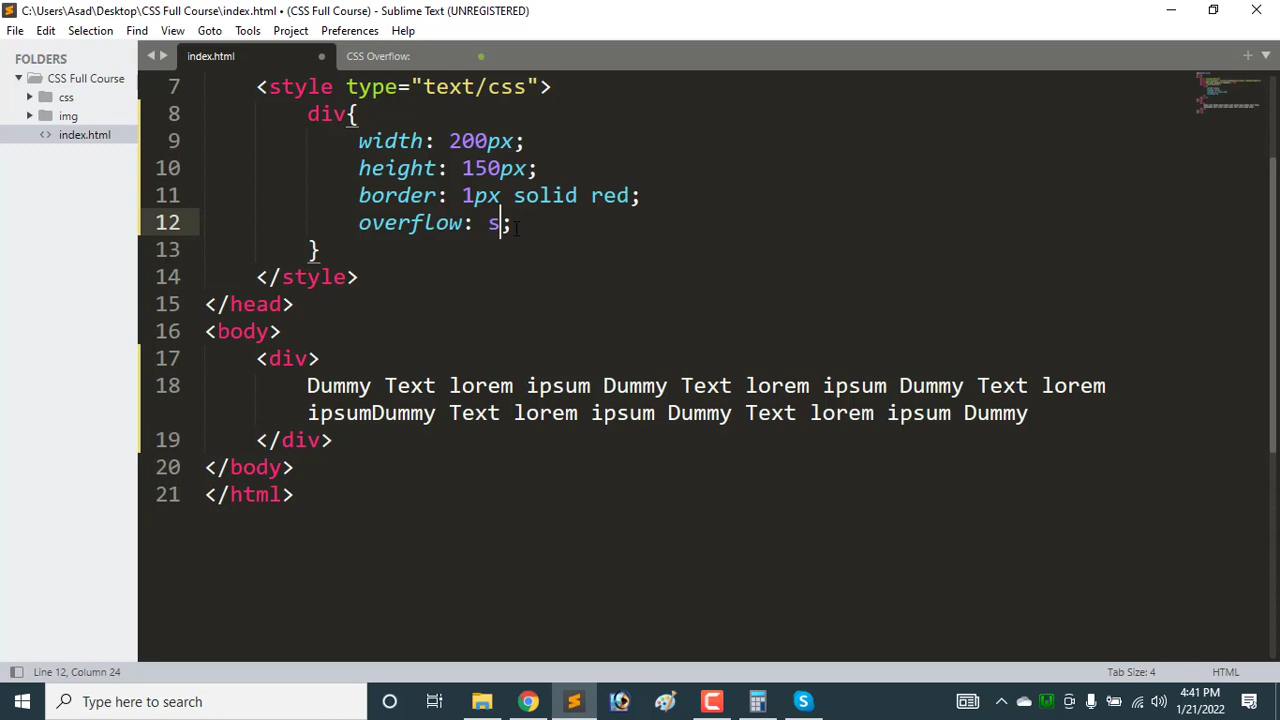 C:\Users\Asad\Desktop\CSS Full Course\index.html • (CSS Full Course) - Sublime Text (UNREGISTERED)
File Edit Selection Find View Goto Tools Project Preferences Help
FOLDERS
CSS Full Course
css
img
index.html
index.html
CSS Overflow:
7 <style type="text/css">
8 div{
9 width: 200px;
10 height: 150px;
11 border: 1px solid red;
12 overflow: s;
13 }
14 </style>
15 </head>
16 <body>
17 <div>
18 Dummy Text lorem ipsum Dummy Text lorem ipsum Dummy Text lorem
ipsumDummy Text lorem ipsum Dummy Text lorem ipsum Dummy
19 </div>
20 </body>
21 </html>
Line 12, Column 24
Tab Size: 4
HTML
Type here to search
4:41 PM
1/21/2022